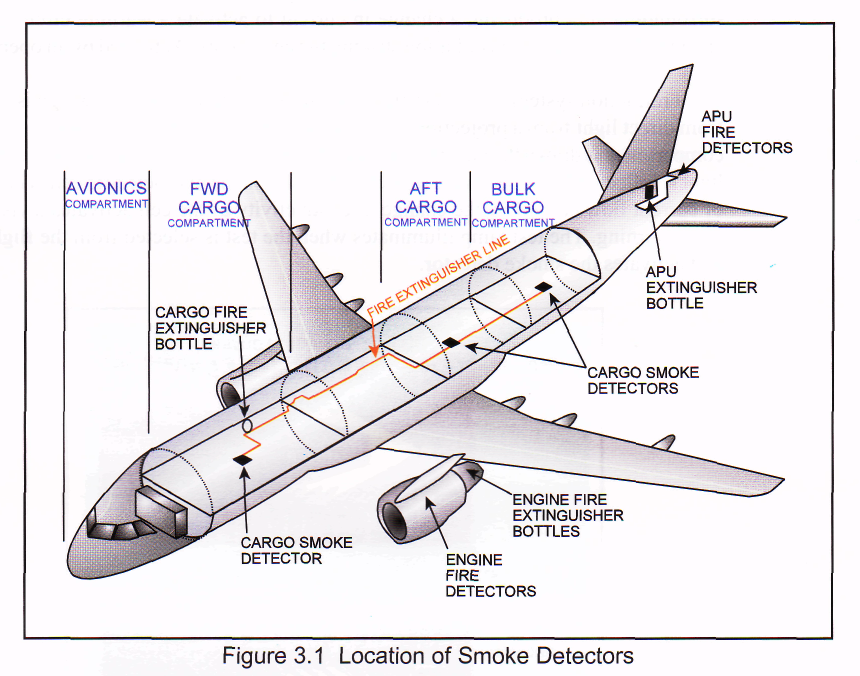 APU
FIRE
DETECTORS
AVIONICS
COMPARTMENT
FWD
CARGO
COMPARTMENT
AFT
CARGO
COMPARTMENT
BULK
CARGO
COMPARTMENT
FIRE EXTINGUISHER LINE
APU
EXTINGUISHER
BOTTLE
CARGO FIRE
EXTINGUISHER
BOTTLE
CARGO SMOKE
DETECTORS
ENGINE FIRE
EXTINGUISHER
BOTTLES
CARGO SMOKE
DETECTOR
ENGINE
FIRE
DETECTORS
Figure 3.1 Location of Smoke Detectors